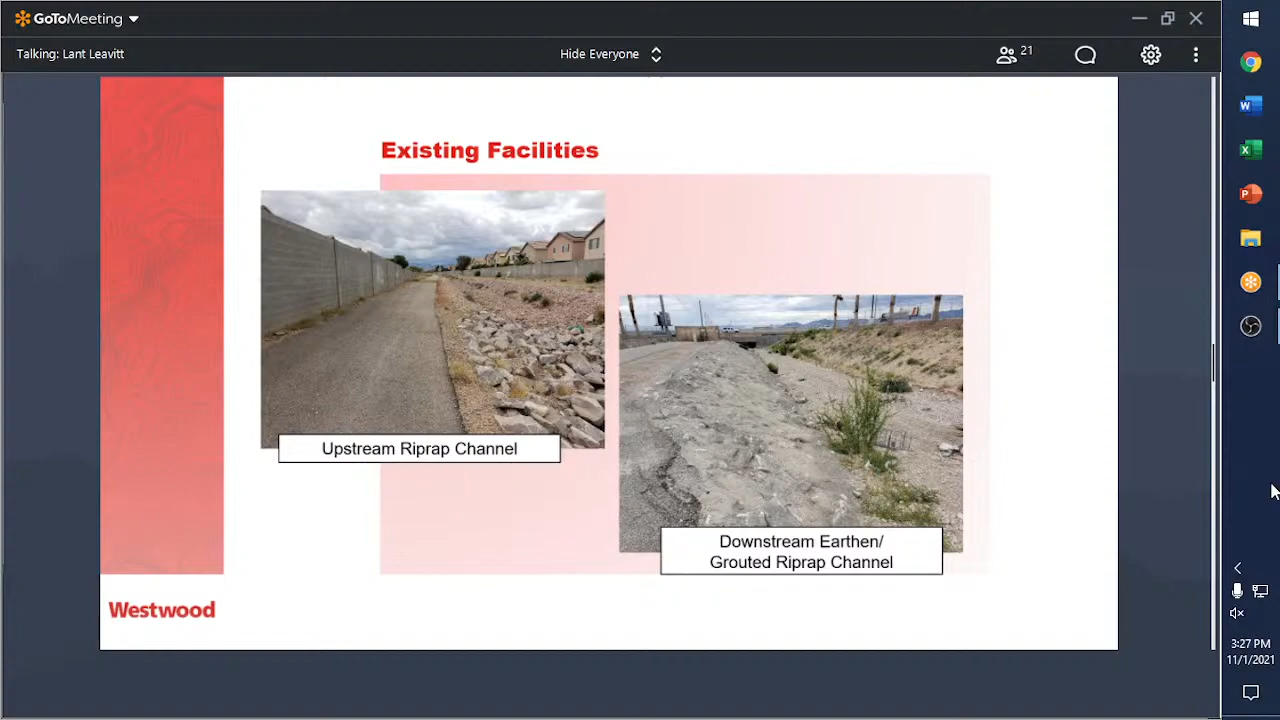 GoToMeeting
Talking: Lant Leavitt
Hide Everyone
21
Existing Facilities
Upstream Riprap Channel
Downstream Earthen/
Grouted Riprap Channel
Westwood
W
X
P
3:27 PM
11/1/2021